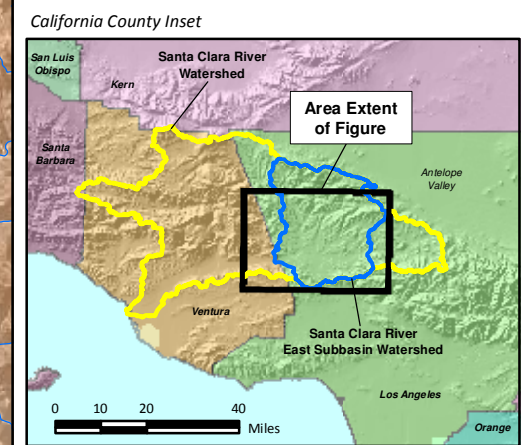 California County Inset
San Luis
Obispo
Kern
Santa Clara River
Watershed
Area Extent
of Figure
Santa
Barbara
Antelope
Valley
Ventura
Santa Clara River
East Subbasin Watershed
Los Angeles
Orange
0 10 20 40
Miles